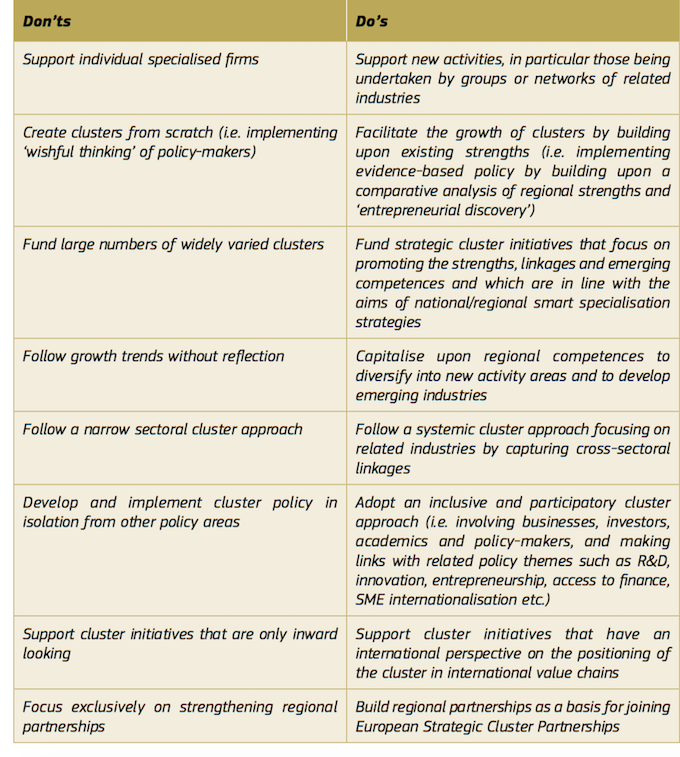 Don'ts
Do's
Support individual specialised firms
Support new activities, in particular those being
undertaken by groups or networks of related
industries
Create clusters from scratch (i.e. implementing
‘wishful thinking’ of policy-makers)
Facilitate the growth of clusters by building
upon existing strengths (i.e. implementing
evidence-based policy by building upon a
comparative analysis of regional strengths and
‘entrepreneurial discovery’)
Fund large numbers of widely varied clusters
Fund strategic cluster initiatives that focus on
promoting the strengths, linkages and emerging
competences and which are in line with the
aims of national/regional smart specialisation
strategies
Follow growth trends without reflection
Capitalise upon regional competences to
diversify into new activity areas and to develop
emerging industries
Follow a narrow sectoral cluster approach
Follow a systemic cluster approach focusing on
related industries by capturing cross-sectoral
linkages
Develop and implement cluster policy in
isolation from other policy areas
Adopt an inclusive and participatory cluster
approach (i.e. involving businesses, investors,
academics and policy-makers, and making
links with related policy themes such as R&D,
innovation, entrepreneurship, access to finance,
SME internationalisation etc.)
Support cluster initiatives that are only inward
looking
Support cluster initiatives that have an
international perspective on the positioning of
the cluster in international value chains
Focus exclusively on strengthening regional
partnerships
Build regional partnerships as a basis for joining
European Strategic Cluster Partnerships